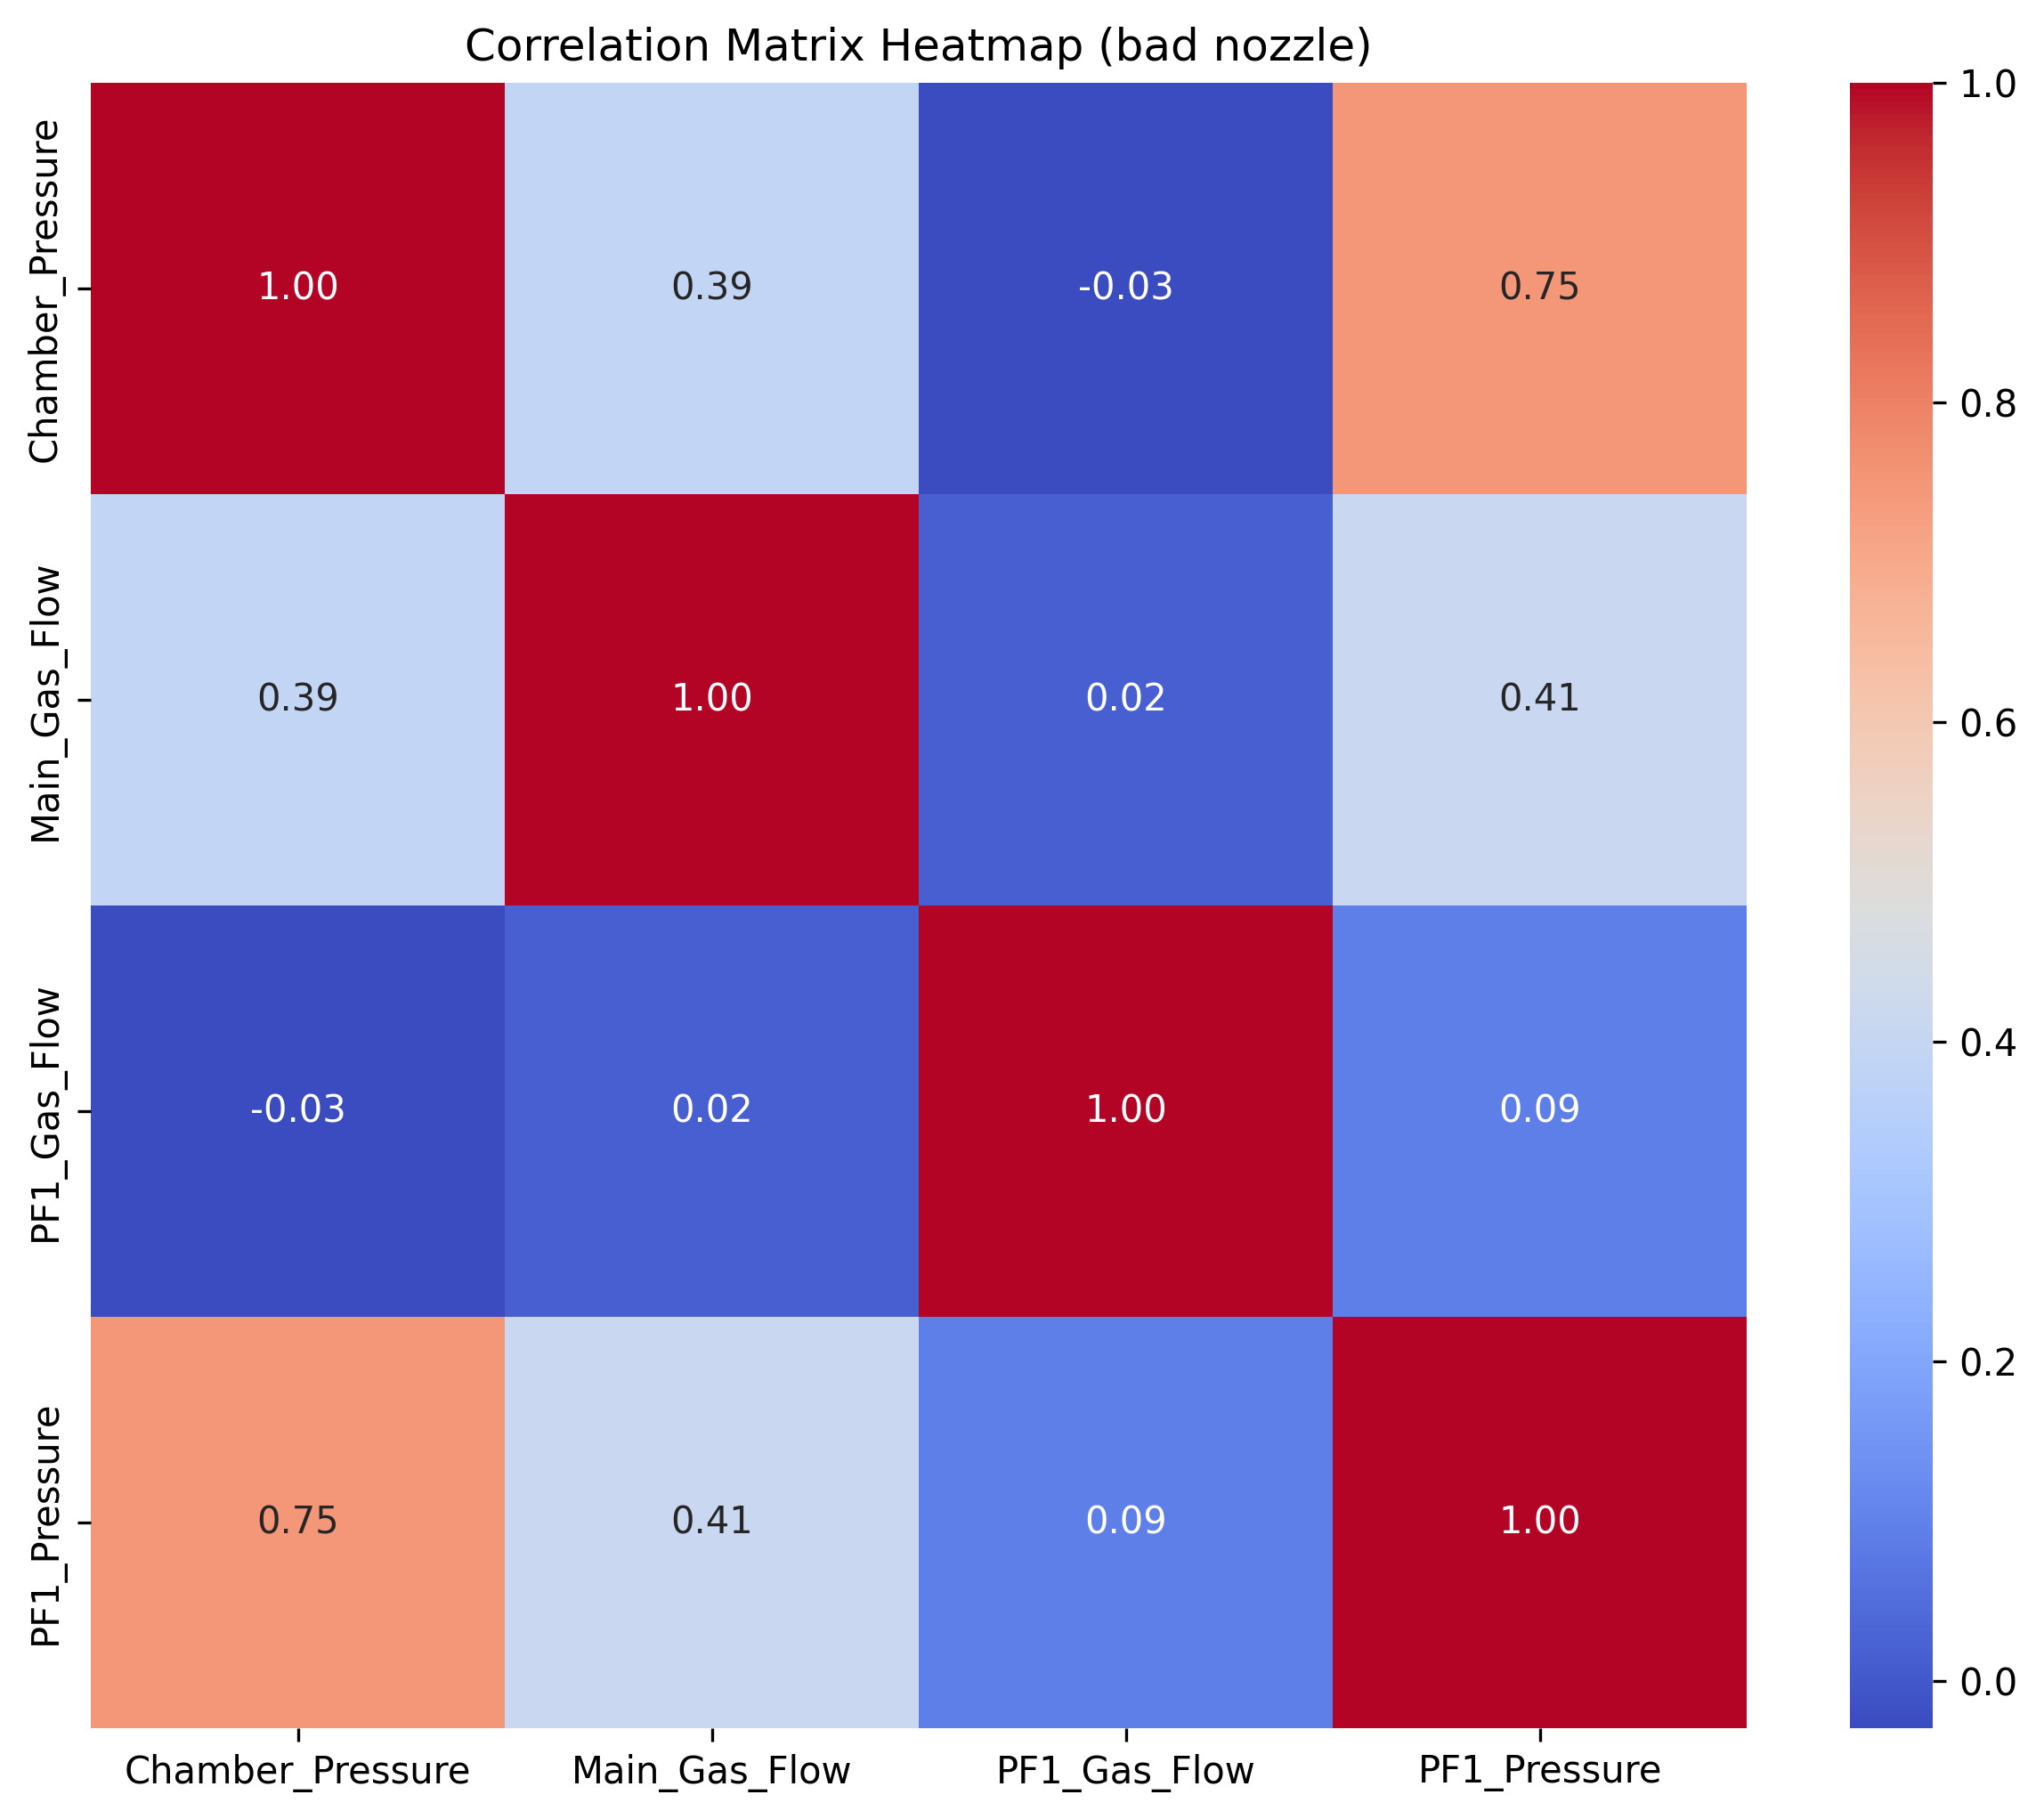 Correlation Matrix Heatmap (bad nozzle)
Chamber_Pressure
1.00 0.39 -0.03 0.75
Main_Gas_Flow
0.39 1.00 0.02 0.41
PF1_Gas_Flow
-0.03 0.02 1.00 0.09
PF1_Pressure
0.75 0.41 0.09 1.00
Chamber_Pressure Main_Gas_Flow PF1_Gas_Flow PF1_Pressure
1.0
0.8
0.6
0.4
0.2
0.0